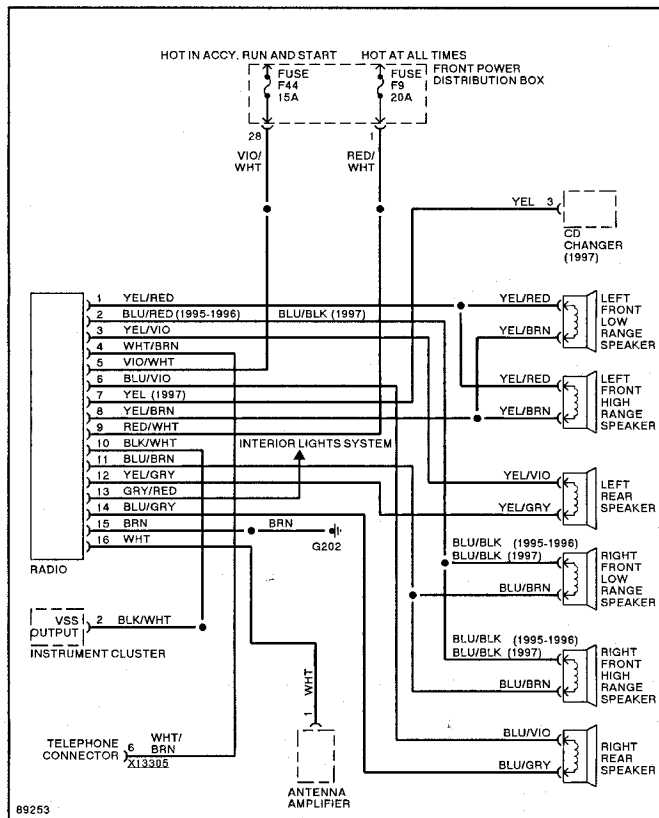 HOT IN ACCY, RUN AND START
HOT AT ALL TIMES
FUSE
F44
15A
FUSE
F9
20A
FRONT POWER
DISTRIBUTION BOX
28
1
VIO/
WHT
RED/
WHT
YEL 3
CD
CHANGER
(1997)
1 YEL/RED
2 BLU/RED (1995-1996) BLU/BLK (1997)
3 YEL/VIO
4 WHT/BRN
5 VIO/WHT
6 BLU/VIO
7 YEL (1997)
8 YEL/BRN
9 RED/WHT
10 BLK/WHT
11 BLU/BRN
12 YEL/GRY
13 GRY/RED
14 BLU/GRY
15 BRN
16 WHT
RADIO
INTERIOR LIGHTS SYSTEM
BRN
G202
YEL/RED
YEL/BRN
LEFT
FRONT
LOW
RANGE
SPEAKER
YEL/RED
YEL/BRN
LEFT
FRONT
HIGH
RANGE
SPEAKER
YEL/VIO
YEL/GRY
LEFT
REAR
SPEAKER
BLU/BLK (1995-1996)
BLU/BLK (1997)
BLU/BRN
RIGHT
FRONT
LOW
RANGE
SPEAKER
BLU/BLK (1995-1996)
BLU/BLK (1997)
BLU/BRN
RIGHT
FRONT
HIGH
RANGE
SPEAKER
BLU/VIO
BLU/GRY
RIGHT
REAR
SPEAKER
VSS
OUTPUT
2 BLK/WHT
INSTRUMENT CLUSTER
TELEPHONE
CONNECTOR
6
X13305
WHT/
BRN
WHT
1
ANTENNA
AMPLIFIER
89253